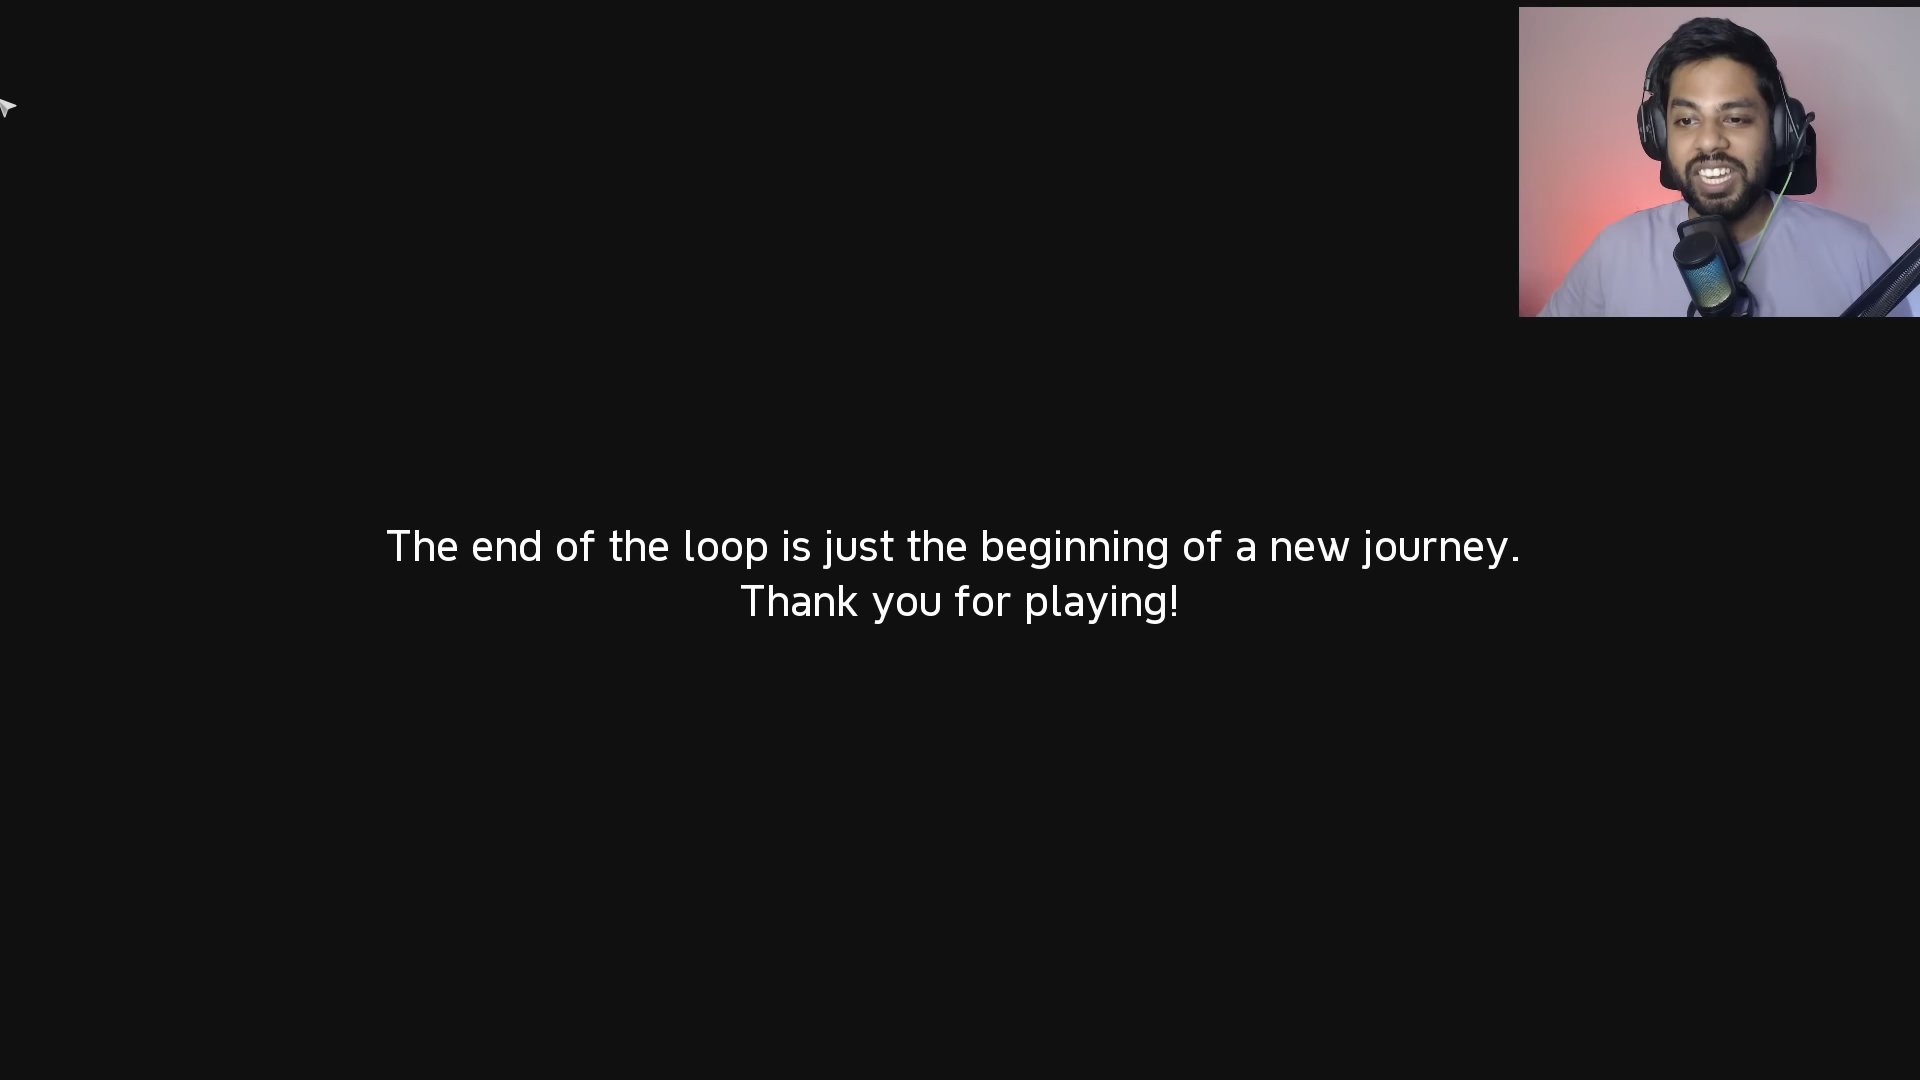 The end of the loop is just the beginning of a new journey.
Thank you for playing!